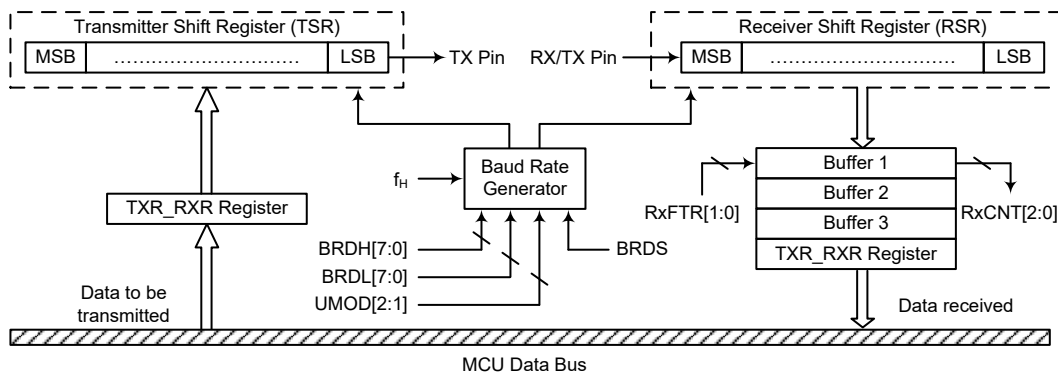 Transmitter Shift Register (TSR)
MSB ………………………… LSB
TX Pin
RX/TX Pin
Receiver Shift Register (RSR)
MSB ………………………… LSB
fH
Baud Rate
Generator
BRDH[7:0]
BRDL[7:0]
UMOD[2:1]
BRDS
TXR_RXR Register
Data to be
transmitted
Buffer 1
Buffer 2
Buffer 3
TXR_RXR Register
RxFTR[1:0]
RxCNT[2:0]
Data received
MCU Data Bus